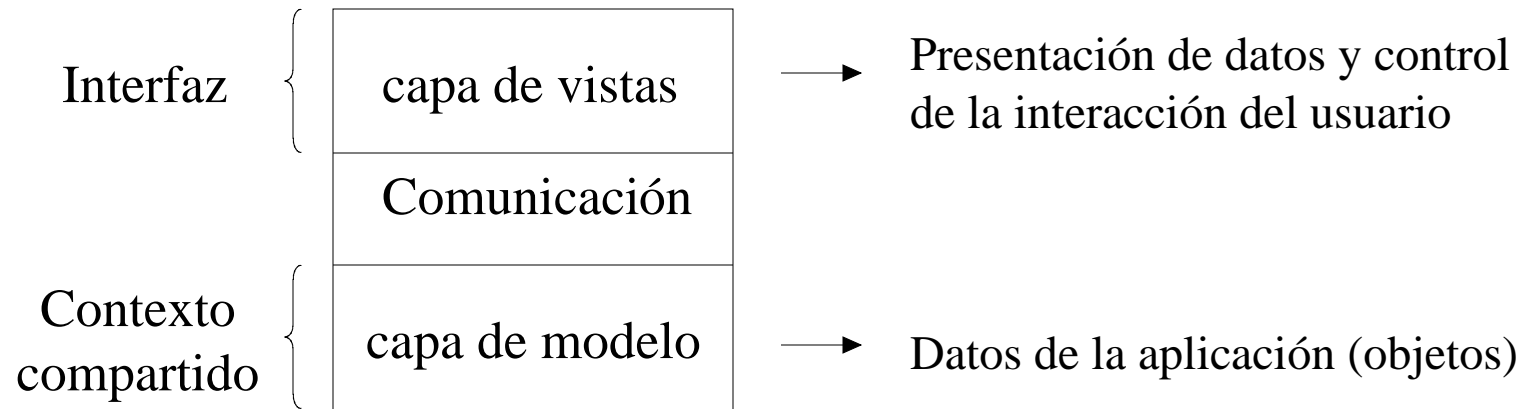 Interfaz
capa de vistas
Presentación de datos y control
de la interacción del usuario
Comunicación
Contexto
compartido
capa de modelo
Datos de la aplicación (objetos)